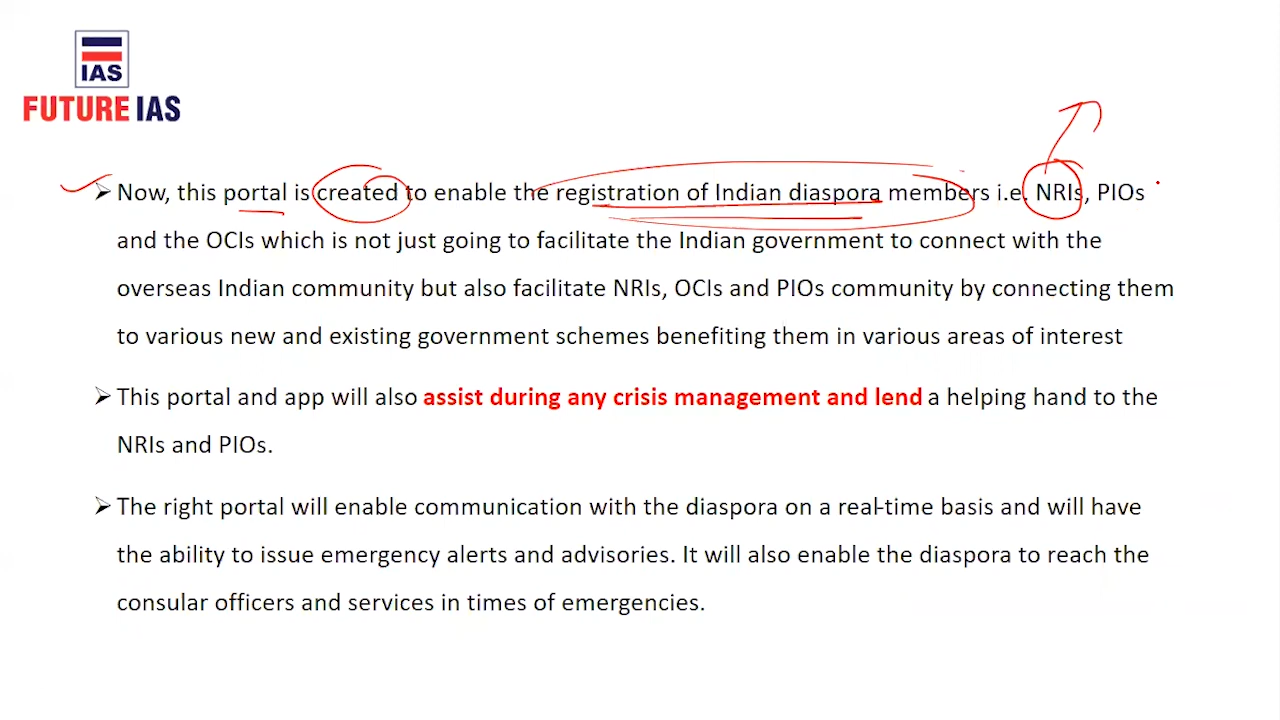 IAS
FUTURE IAS
Now, this portal is created to enable the registration of Indian diaspora members i.e. NRIs, PIOs
and the OCIs which is not just going to facilitate the Indian government to connect with the
overseas Indian community but also facilitate NRIs, OCIs and PIOs community by connecting them
to various new and existing government schemes benefiting them in various areas of interest
This portal and app will also assist during any crisis management and lend a helping hand to the
NRIs and PIOs.
The right portal will enable communication with the diaspora on a real-time basis and will have
the ability to issue emergency alerts and advisories. It will also enable the diaspora to reach the
consular officers and services in times of emergencies.